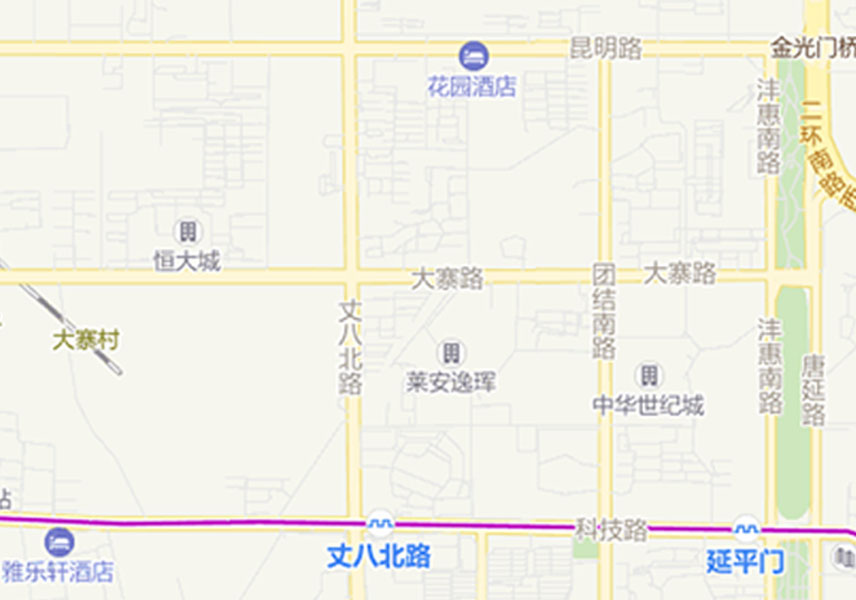 昆明路
金光门桥
花园酒店
沣惠南路
二环南路
恒大城
大寨路
大寨路
团结南路
丈八北路
大寨村
沣惠南路
唐延路
莱安逸珲
中华世纪城
站
科技路
丈八北路
延平门
雅乐轩酒店